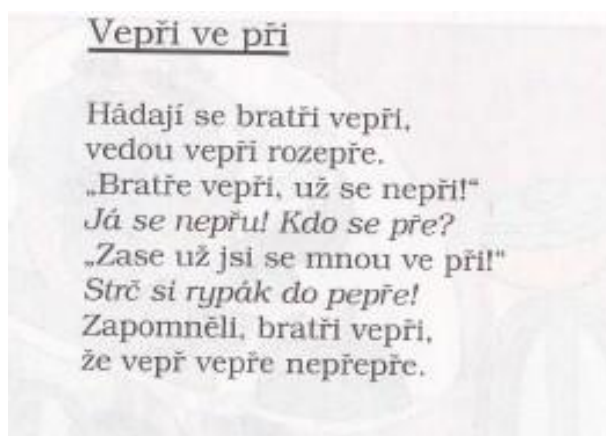 Vepři ve při
Hádají se bratři vepři,
vedou vepři rozepře.
„Bratře vepři, už se nepři!“
Já se nepřu! Kdo se pře?
„Zase už jsi se mnou ve při!“
Strč si rypák do pepře!
Zapomněli, bratři vepři,
že vepř vepře nepřepře.